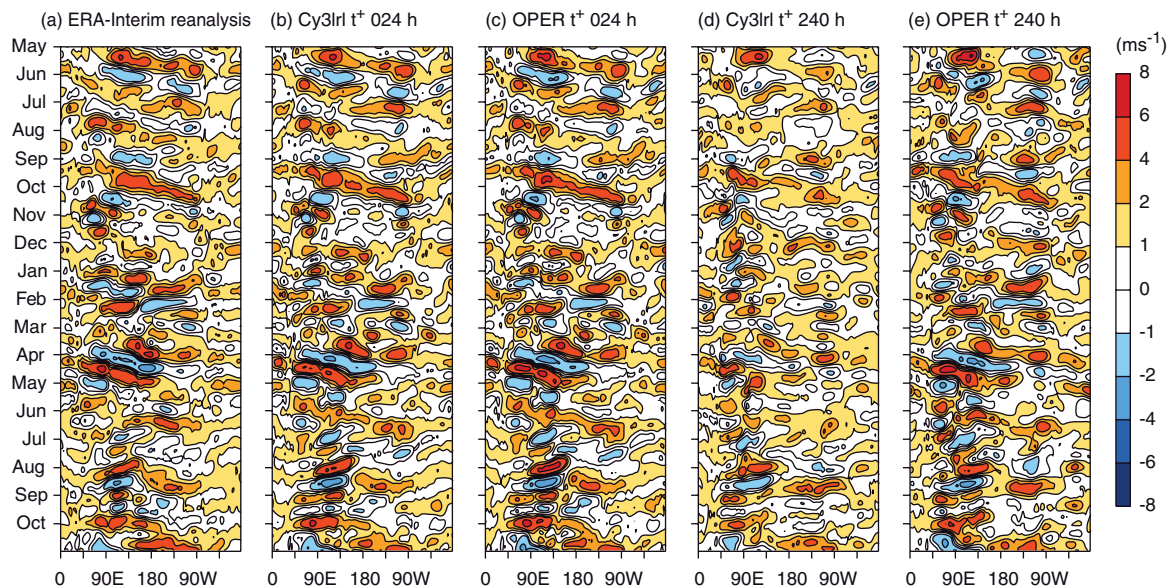 (a) ERA-Interim reanalysis
(b) Cy3lrl t+ 024 h
(c) OPER t+ 024 h
(d) Cy3lrl t+ 240 h
(e) OPER t+ 240 h
(ms-1)
May
Jun
Jul
Aug
Sep
Oct
Nov
Dec
Jan
Feb
Mar
Apr
May
Jun
Jul
Aug
Sep
Oct
8
6
4
2
1
0
-1
-2
-4
-6
-8
0 90E 180 90W
0 90E 180 90W
0 90E 180 90W
0 90E 180 90W
0 90E 180 90W